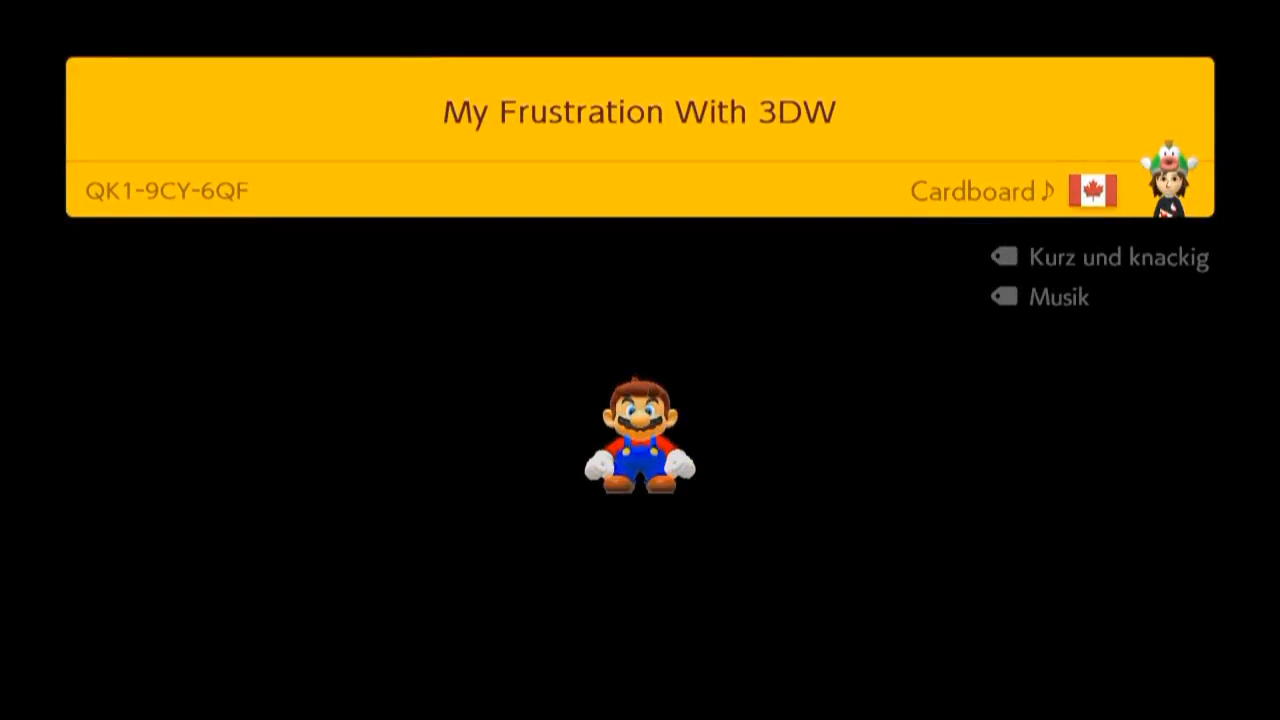 My Frustration With 3DW
QK1-9CY-6QF
Cardboard♪
Kurz und knackig
Musik